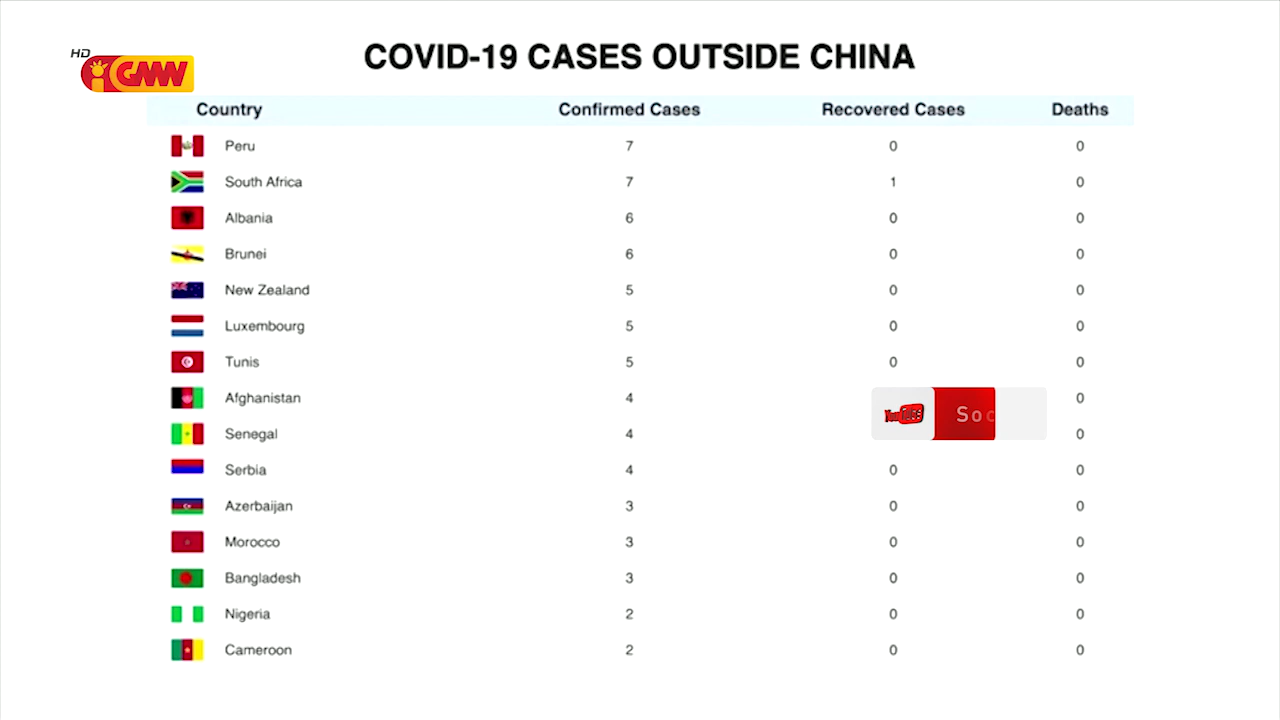 HD
iGMW
COVID-19 CASES OUTSIDE CHINA
Country Confirmed Cases Recovered Cases Deaths
Peru 7 0 0
South Africa 7 1 0
Albania 6 0 0
Brunei 6 0 0
New Zealand 5 0 0
Luxembourg 5 0 0
Tunis 5 0 0
Afghanistan 4 0
YouTube Soc
Senegal 4 0
Serbia 4 0 0
Azerbaijan 3 0 0
Morocco 3 0 0
Bangladesh 3 0 0
Nigeria 2 0 0
Cameroon 2 0 0